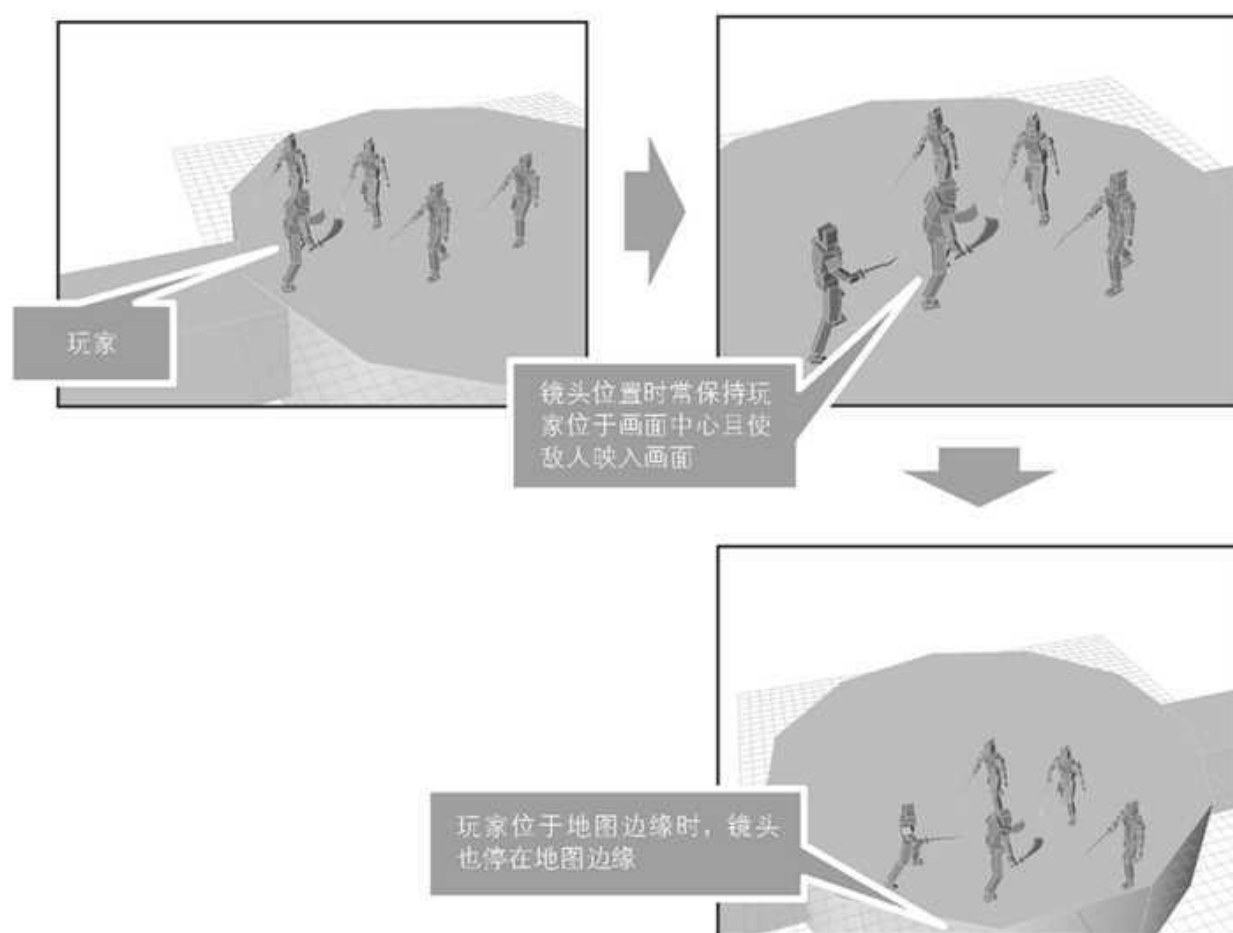 玩家
镜头位置时常保持玩
家位于画面中心且使
敌人映入画面
玩家位于地图边缘时，镜头
也停在地图边缘